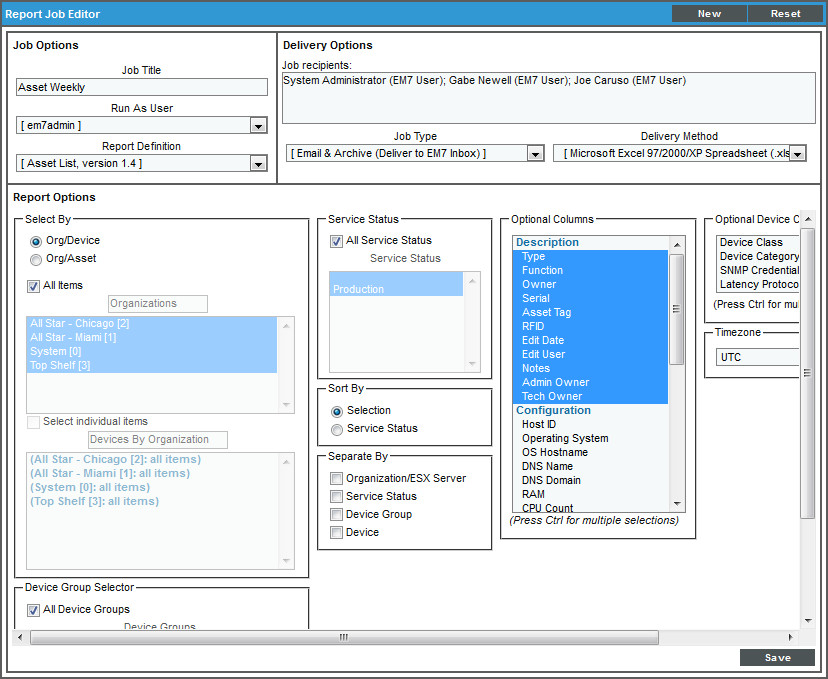 Report Job Editor
New
Reset
Job Options
Job Title
Asset Weekly
Run As User
[ em7admin ]
Report Definition
[ Asset List, version 1.4 ]
Delivery Options
Job recipients:
System Administrator (EM7 User); Gabe Newell (EM7 User); Joe Caruso (EM7 User)
Job Type
[ Email & Archive (Deliver to EM7 Inbox) ]
Delivery Method
[ Microsoft Excel 97/2000/XP Spreadsheet (.xls
Report Options
Select By
Org/Device
Org/Asset
All Items
Organizations
All Star - Chicago [2]
All Star - Miami [1]
System [0]
Top Shelf [3]
Select individual items
Devices By Organization
(All Star - Chicago [2]: all items)
(All Star - Miami [1]: all items)
(System [0]: all items)
(Top Shelf [3]: all items)
Device Group Selector
All Device Groups
Device Groups
Service Status
All Service Status
Service Status
Production
Sort By
Selection
Service Status
Separate By
Organization/ESX Server
Service Status
Device Group
Device
Optional Columns
Description
Type
Function
Owner
Serial
Asset Tag
RFID
Edit Date
Edit User
Notes
Admin Owner
Tech Owner
Configuration
Host ID
Operating System
OS Hostname
DNS Name
DNS Domain
RAM
CPU Count
(Press Ctrl for multiple selections)
Optional Device C
Device Class
Device Category
SNMP Credential
Latency Protoco
(Press Ctrl for mul
Timezone
UTC
Save